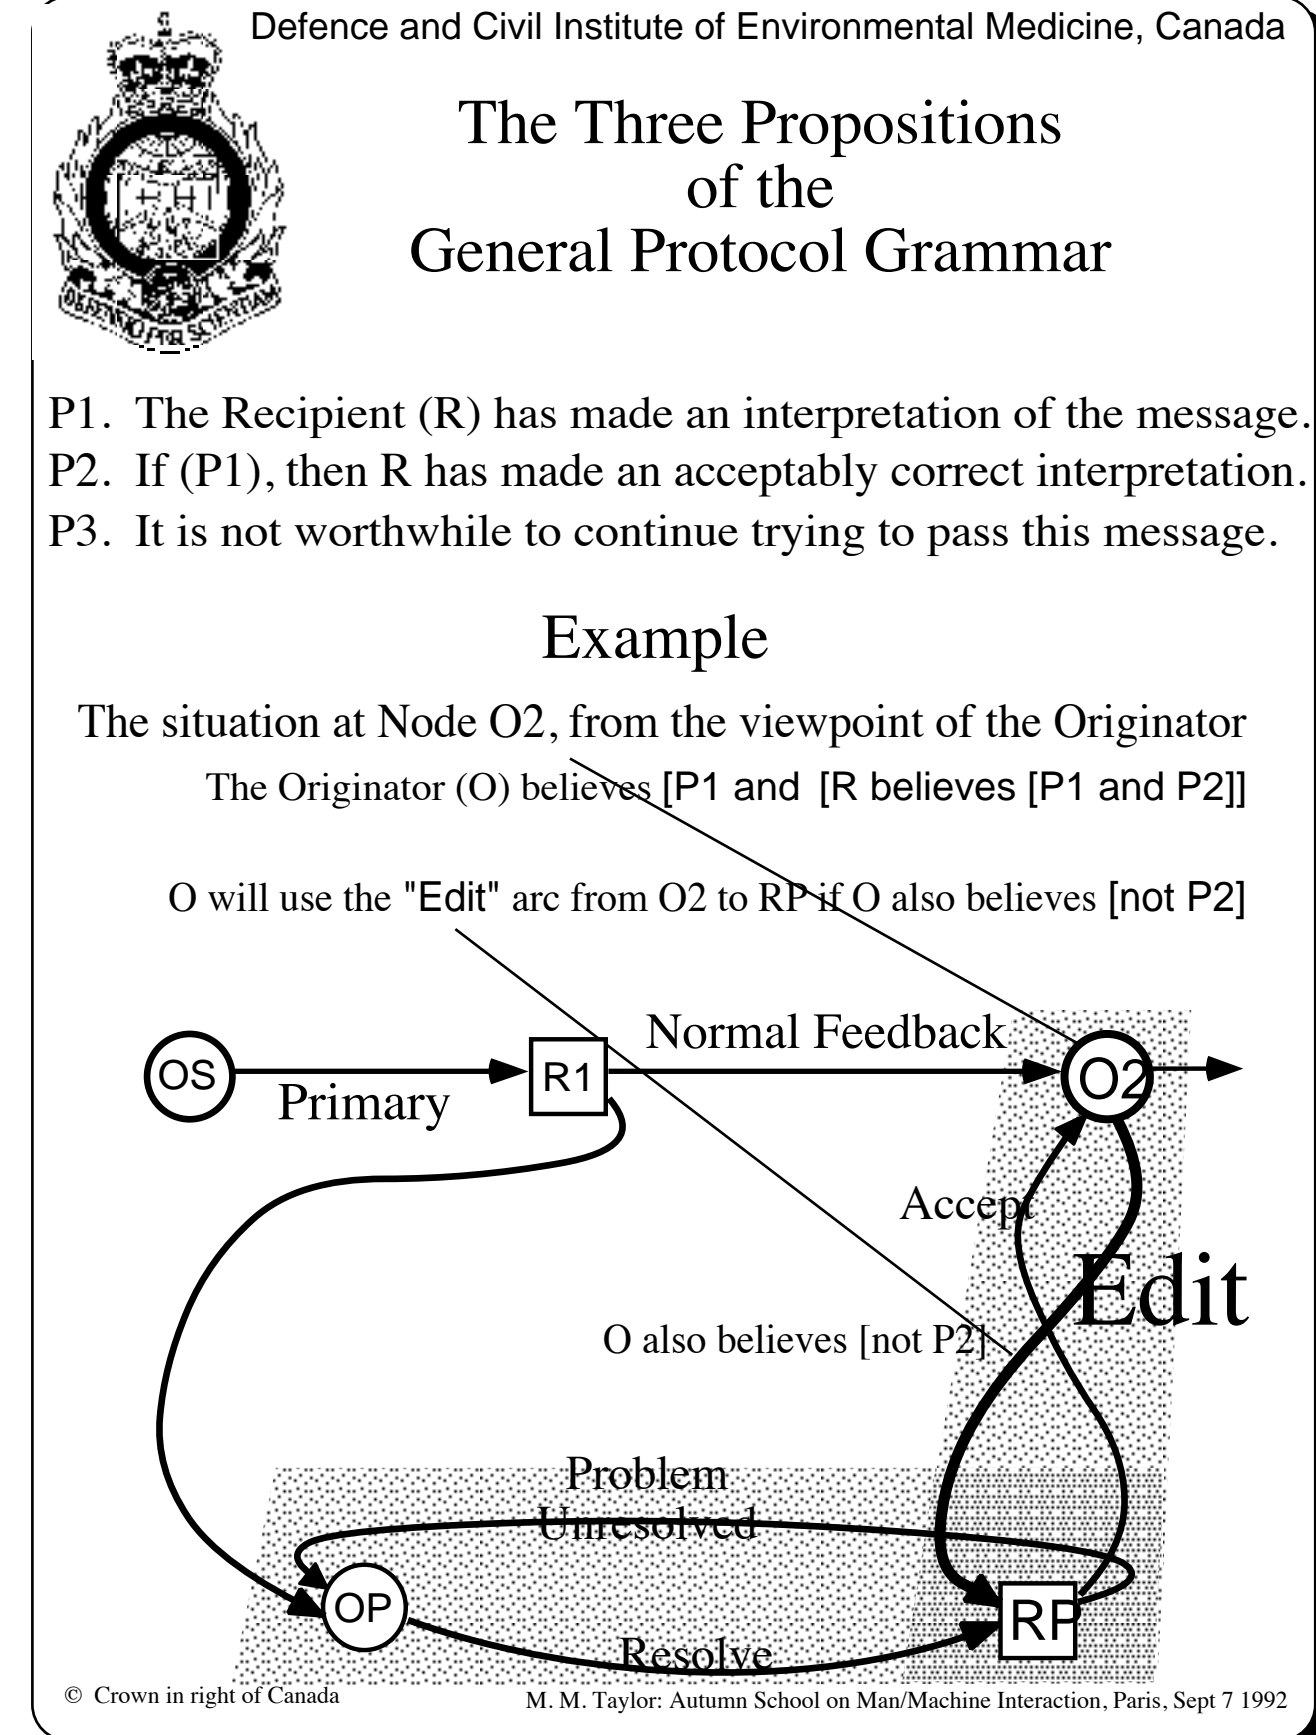 Defence and Civil Institute of Environmental Medicine, Canada
The Three Propositions
of the
General Protocol Grammar
DEFENDO PER SCIENTIAM
P1. The Recipient (R) has made an interpretation of the message.
P2. If (P1), then R has made an acceptably correct interpretation.
P3. It is not worthwhile to continue trying to pass this message.
Example
The situation at Node O2, from the viewpoint of the Originator
The Originator (O) believes [P1 and [R believes [P1 and P2]]
O will use the "Edit" arc from O2 to RP if O also believes [not P2]
Normal Feedback
OS
R1
O2
Primary
Accept
Edit
O also believes [not P2]
Problem
Unresolved
OP
RP
Resolve
© Crown in right of Canada
M. M. Taylor: Autumn School on Man/Machine Interaction, Paris, Sept 7 1992